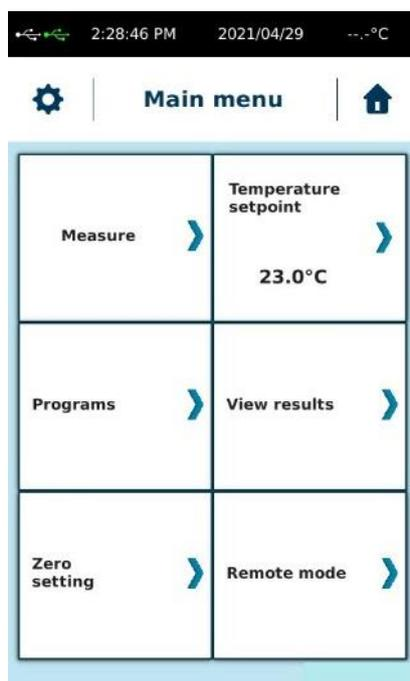 2:28:46 PM 2021/04/29 --.-°C
Main menu
Measure
Temperature
setpoint
23.0°C
Programs
View results
Zero
setting
Remote mode